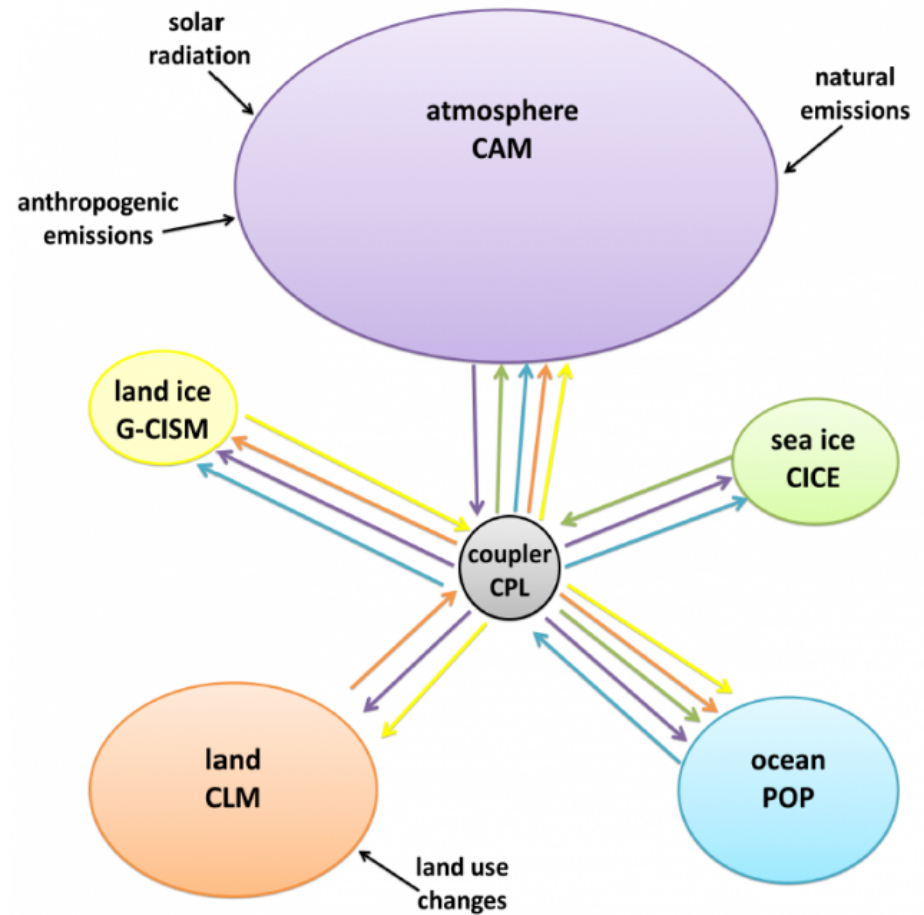 solar
radiation
natural
emissions
atmosphere
CAM
anthropogenic
emissions
land ice
G-CISM
sea ice
CICE
coupler
CPL
land
CLM
ocean
POP
land use
changes